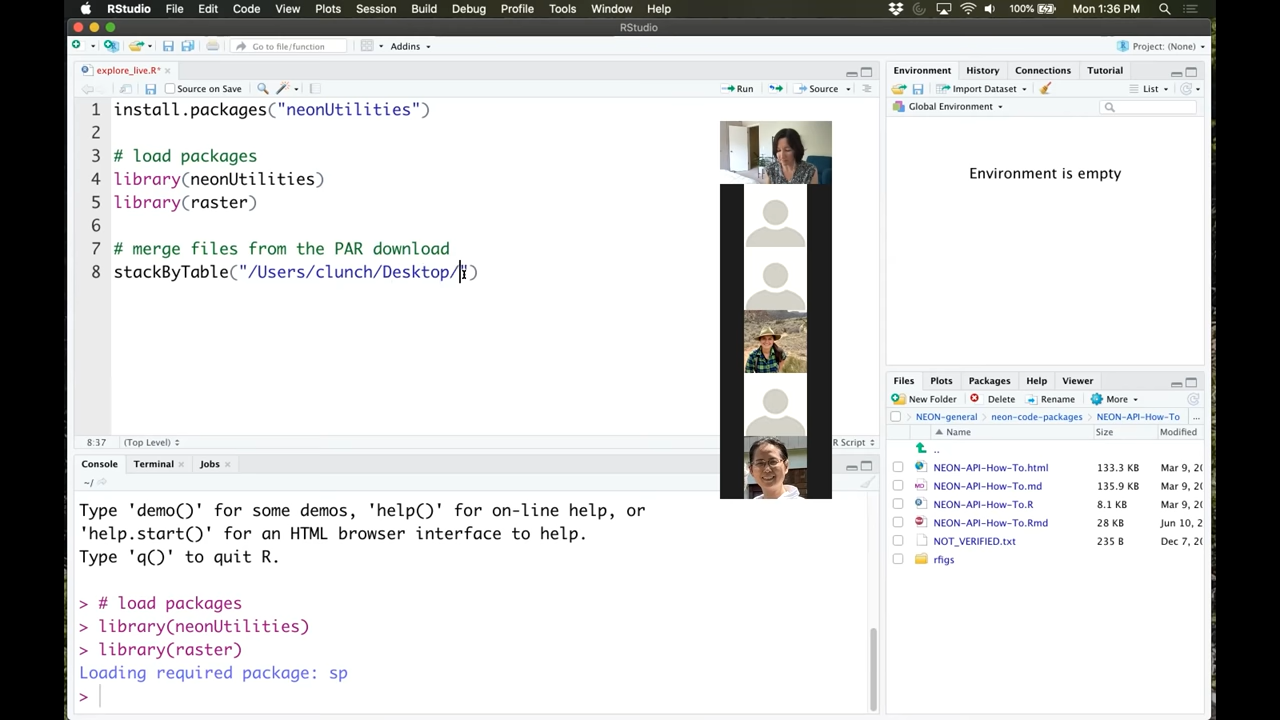 RStudio File Edit Code View Plots Session Build Debug Profile Tools Window Help 100% Mon 1:36 PM
RStudio
Go to file/function Addins Project: (None)
explore_live.R*
Source on Save Run Source
1 install.packages("neonUtilities")
2
3 # load packages
4 library(neonUtilities)
5 library(raster)
6
7 # merge files from the PAR download
8 stackByTable("/Users/clunch/Desktop/")
8:37 (Top Level) R Script
Console Terminal Jobs
~/
Type 'demo()' for some demos, 'help()' for on-line help, or
'help.start()' for an HTML browser interface to help.
Type 'q()' to quit R.
> # load packages
> library(neonUtilities)
> library(raster)
Loading required package: sp
>
Environment History Connections Tutorial
Import Dataset List
Global Environment
Environment is empty
Files Plots Packages Help Viewer
New Folder Delete Rename More
NEON-general neon-code-packages NEON-API-How-To ...
Name Size Modified
..
NEON-API-How-To.html 133.3 KB Mar 9, 20
NEON-API-How-To.md 135.9 KB Mar 9, 20
NEON-API-How-To.R 8.1 KB Mar 9, 20
NEON-API-How-To.Rmd 28 KB Jun 10, 2
NOT_VERIFIED.txt 235 B Dec 7, 2
rfigs